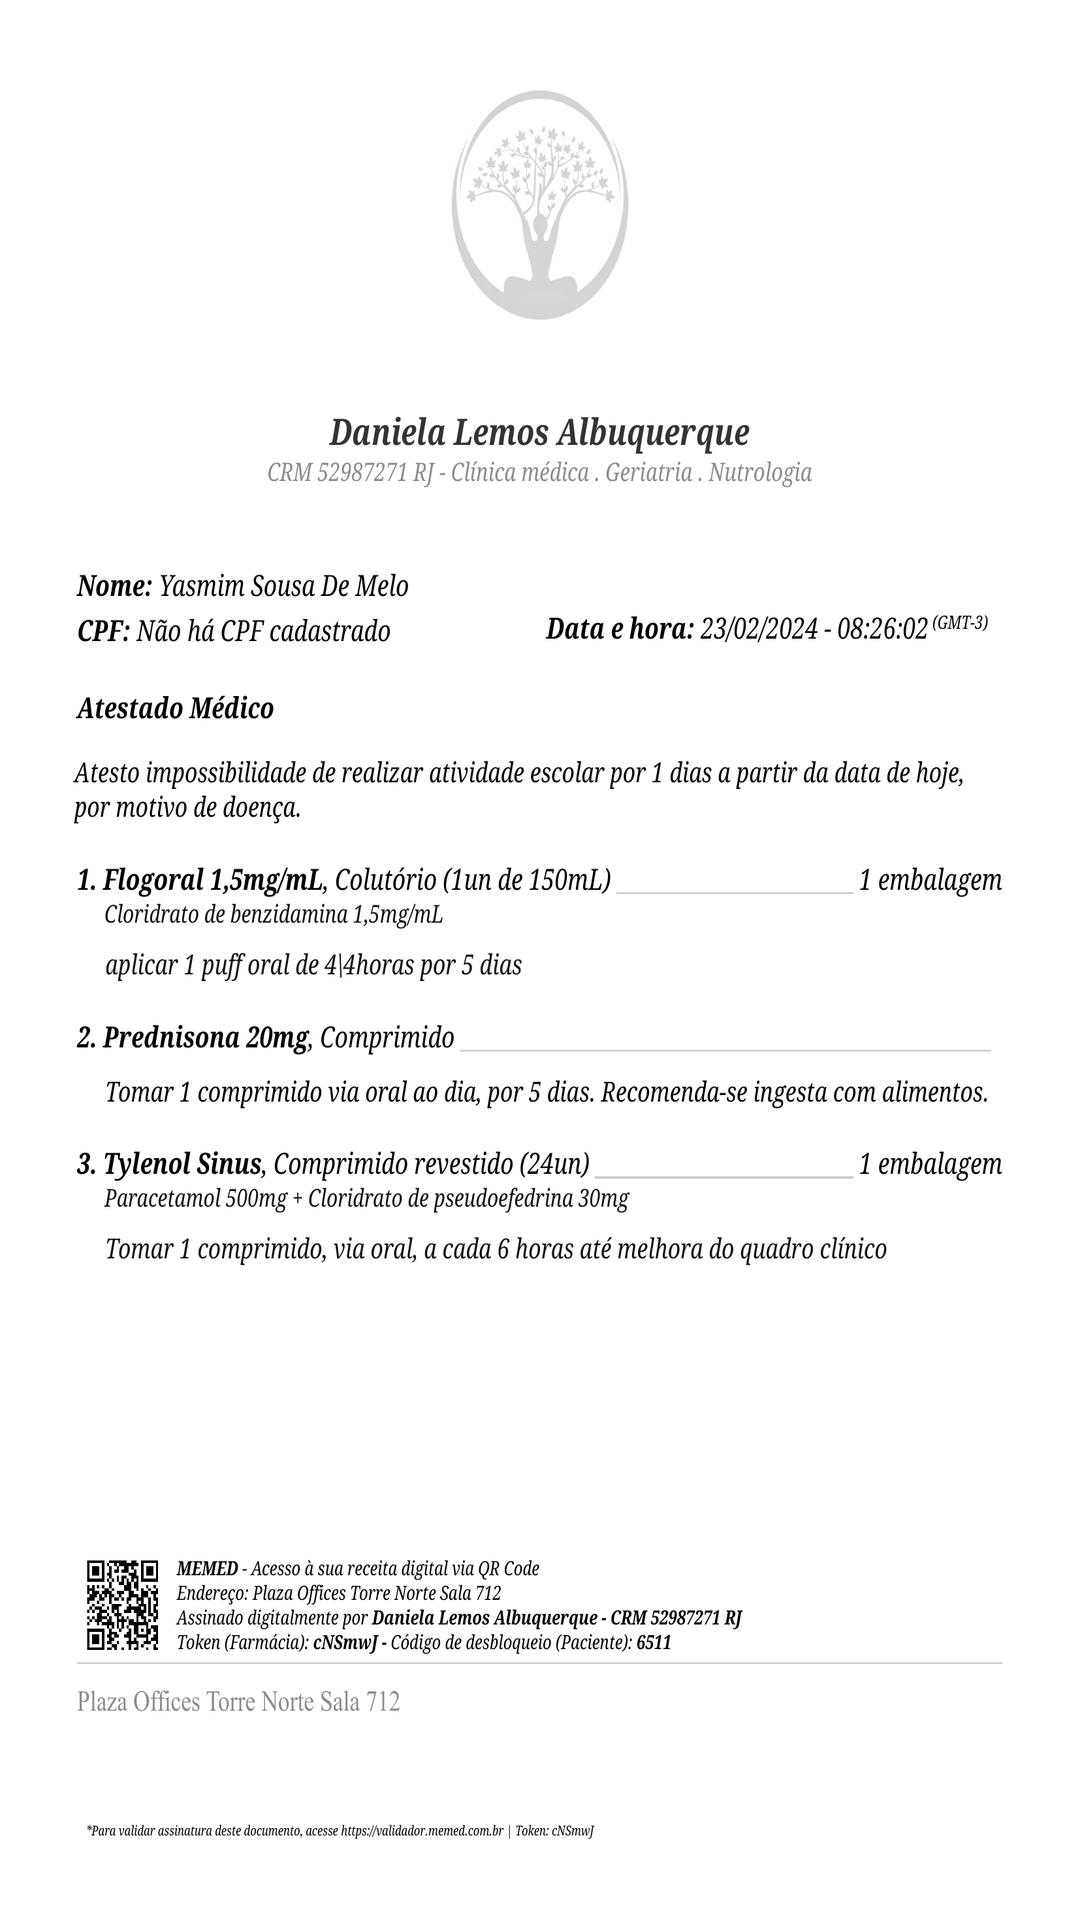 Daniela Lemos Albuquerque
CRM 52987271 RJ - Clínica médica . Geriatria . Nutrologia
Nome: Yasmim Sousa De Melo
CPF: Não há CPF cadastrado
Data e hora: 23/02/2024 - 08:26:02 (GMT-3)
Atestado Médico
Atesto impossibilidade de realizar atividade escolar por 1 dias a partir da data de hoje,
por motivo de doença.
1. Flogoral 1,5mg/mL, Colutório (1un de 150mL) 1 embalagem
Cloridrato de benzidamina 1,5mg/mL
aplicar 1 puff oral de 4|4horas por 5 dias
2. Prednisona 20mg, Comprimido
Tomar 1 comprimido via oral ao dia, por 5 dias. Recomenda-se ingesta com alimentos.
3. Tylenol Sinus, Comprimido revestido (24un) 1 embalagem
Paracetamol 500mg + Cloridrato de pseudoefedrina 30mg
Tomar 1 comprimido, via oral, a cada 6 horas até melhora do quadro clínico
MEMED - Acesso à sua receita digital via QR Code
Endereço: Plaza Offices Torre Norte Sala 712
Assinado digitalmente por Daniela Lemos Albuquerque - CRM 52987271 RJ
Token (Farmácia): cNSmwJ - Código de desbloqueio (Paciente): 6511
Plaza Offices Torre Norte Sala 712
*Para validar assinatura deste documento, acesse https://validador.memed.com.br | Token: cNSmwJ